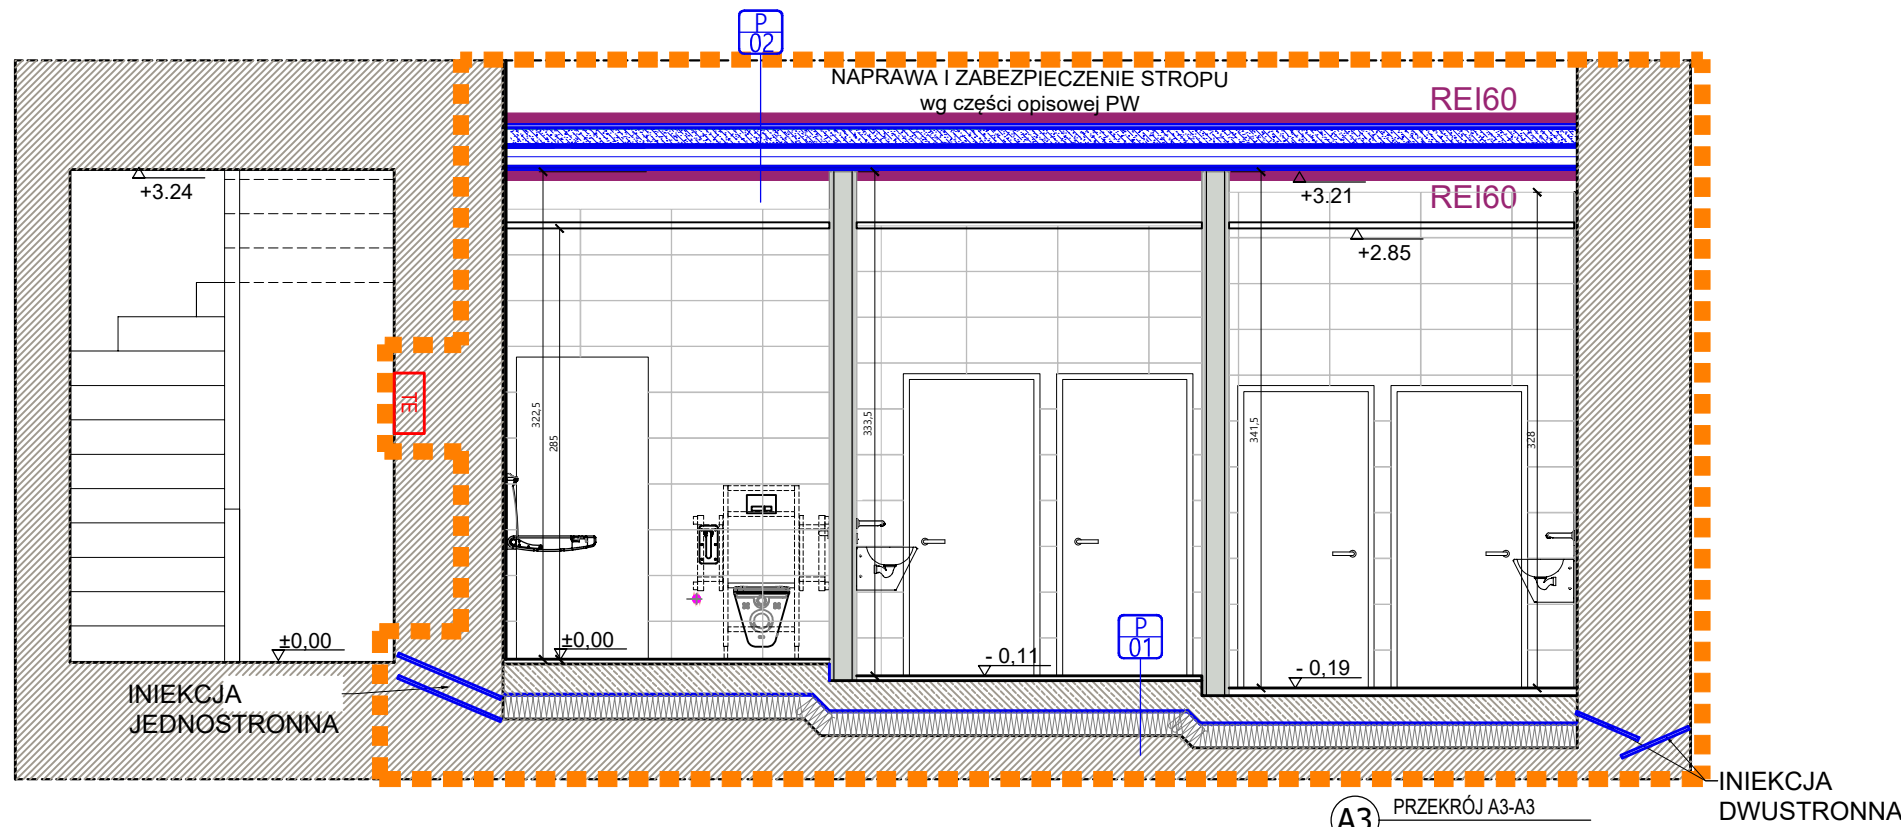 P
02
NAPRAWA I ZABEZPIECZENIE STROPU
wg części opisowej PW
REI60
+3.24
+3.21
REI60
+2.85
TE
322,5
285
333,5
341,5
328
±0,00
±0,00
- 0,11
P
01
- 0,19
INIEKCJA
JEDNOSTRONNA
INIEKCJA
DWUSTRONNA
A3
PRZEKRÓJ A3-A3